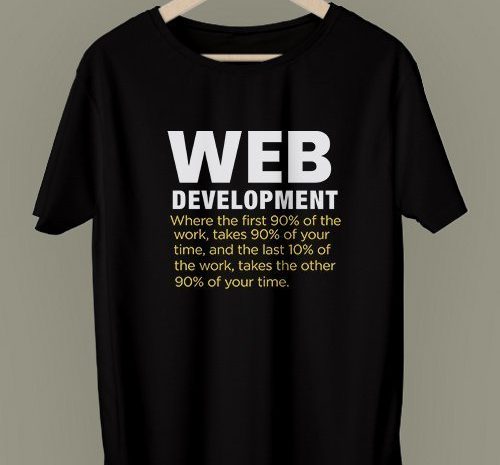 WEB
DEVELOPMENT
Where the first 90% of the
work, takes 90% of your
time, and the last 10% of
the work, takes the other
90% of your time.